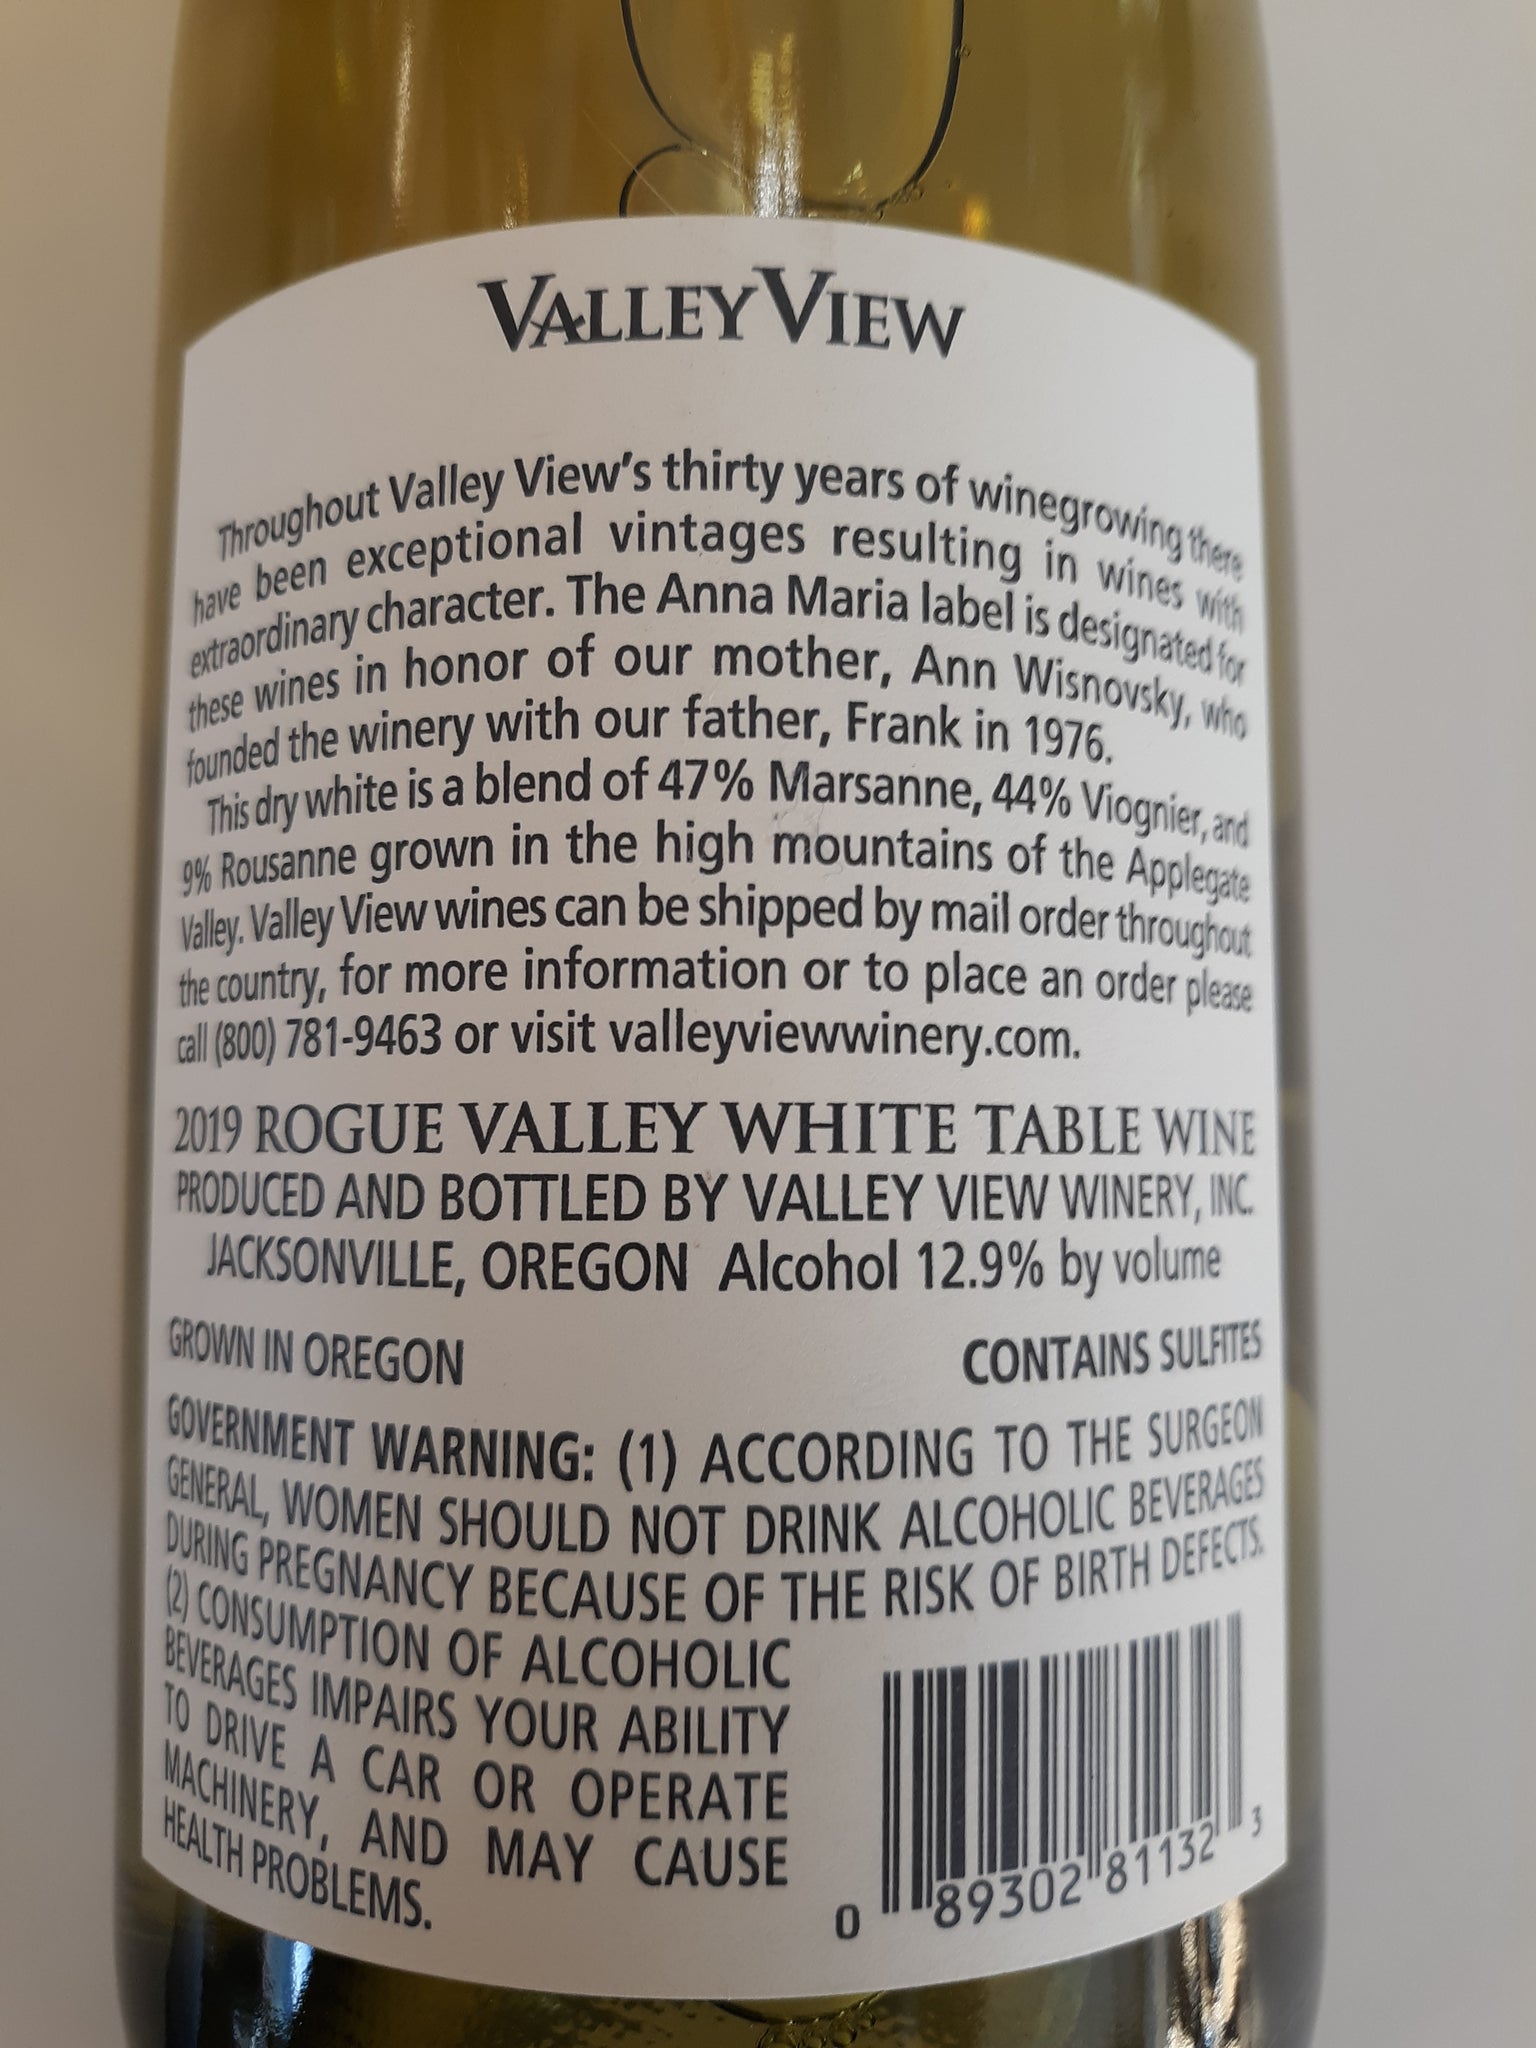 VALLEY VIEW
Throughout Valley View's thirty years of winegrowing there
have been exceptional vintages resulting in wines with
extraordinary character. The Anna Maria label is designated for
these wines in honor of our mother, Ann Wisnovsky, who
founded the winery with our father, Frank in 1976.
This dry white is a blend of 47% Marsanne, 44% Viognier, and
9% Rousanne grown in the high mountains of the Applegate
Valley. Valley View wines can be shipped by mail order throughout
the country, for more information or to place an order please
call (800) 781-9463 or visit valleyviewwinery.com.
2019 ROGUE VALLEY WHITE TABLE WINE
PRODUCED AND BOTTLED BY VALLEY VIEW WINERY, INC.
JACKSONVILLE, OREGON Alcohol 12.9% by volume
GROWN IN OREGON CONTAINS SULFITES
GOVERNMENT WARNING: (1) ACCORDING TO THE SURGEON
GENERAL, WOMEN SHOULD NOT DRINK ALCOHOLIC BEVERAGES
DURING PREGNANCY BECAUSE OF THE RISK OF BIRTH DEFECTS.
(2) CONSUMPTION OF ALCOHOLIC
BEVERAGES IMPAIRS YOUR ABILITY
TO DRIVE A CAR OR OPERATE
MACHINERY, AND MAY CAUSE
HEALTH PROBLEMS.
0 89302 81132 3